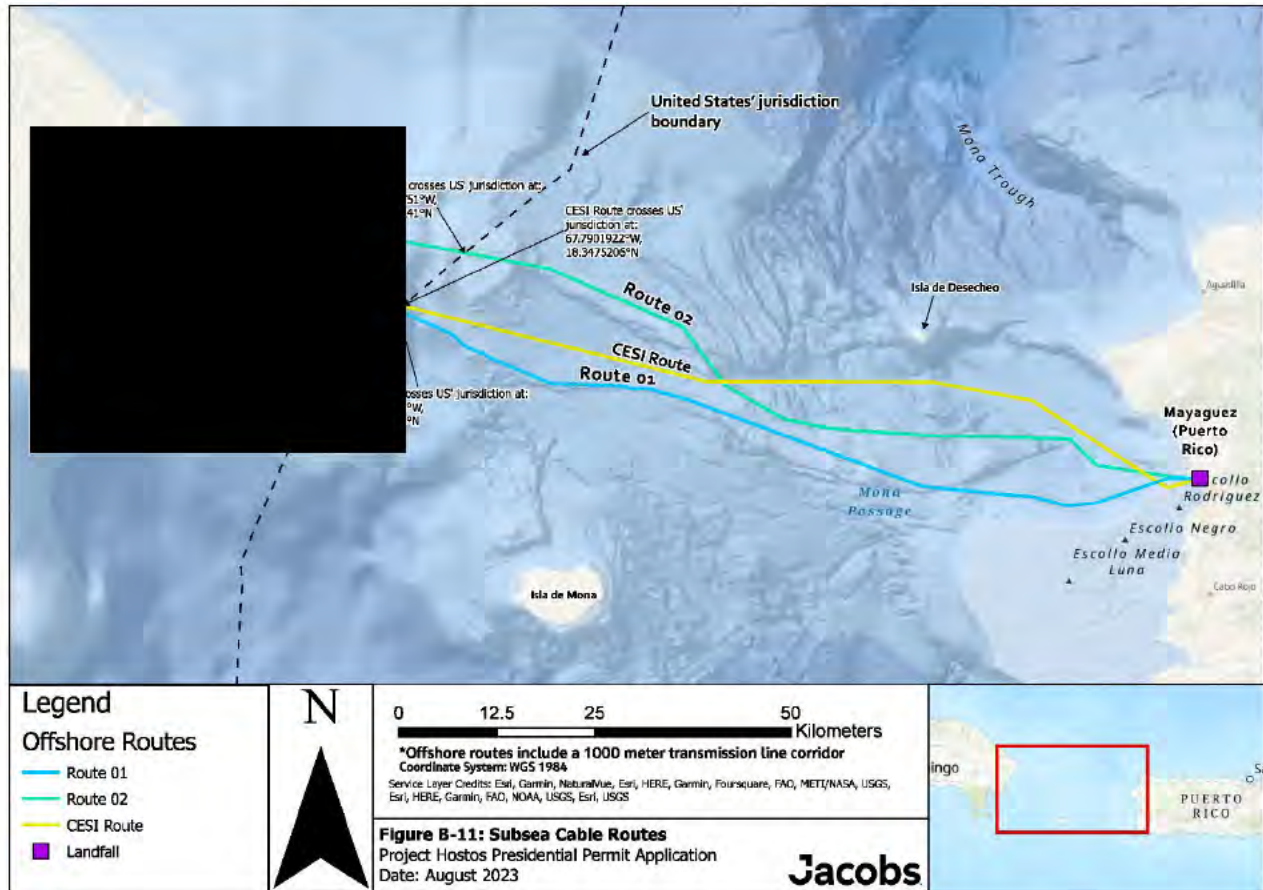 United States' jurisdiction
boundary
Mona Trough
crosses US' jurisdiction at:
751°W,
41°N
CESI Route crosses US'
jurisdiction at:
67.7901922°W,
18.3475206°N
Isla de Desecheo
Aguadilla
Route 02
CESI Route
Route 01
osses US' jurisdiction at:
°W,
°N
Mayaguez
(Puerto
Rico)
Mona
Passage
collo
Rodriguez
Escollo Negro
Escollo Media
Luna
Isla de Mona
Cabo Rojo
Legend
Offshore Routes
Route 01
Route 02
CESI Route
Landfall
N
0 12.5 25 50
Kilometers
*Offshore routes include a 1000 meter transmission line corridor
Coordinate System: WGS 1984
Service Layer Credits: Esri, Garmin, NaturalVue, Esri, HERE, Garmin, Foursquare, FAO, METI/NASA, USGS,
Esri, HERE, Garmin, FAO, NOAA, USGS, Esri, USGS
Figure B-11: Subsea Cable Routes
Project Hostos Presidential Permit Application
Date: August 2023
Jacobs
ingo
Sa
PUERTO
RICO